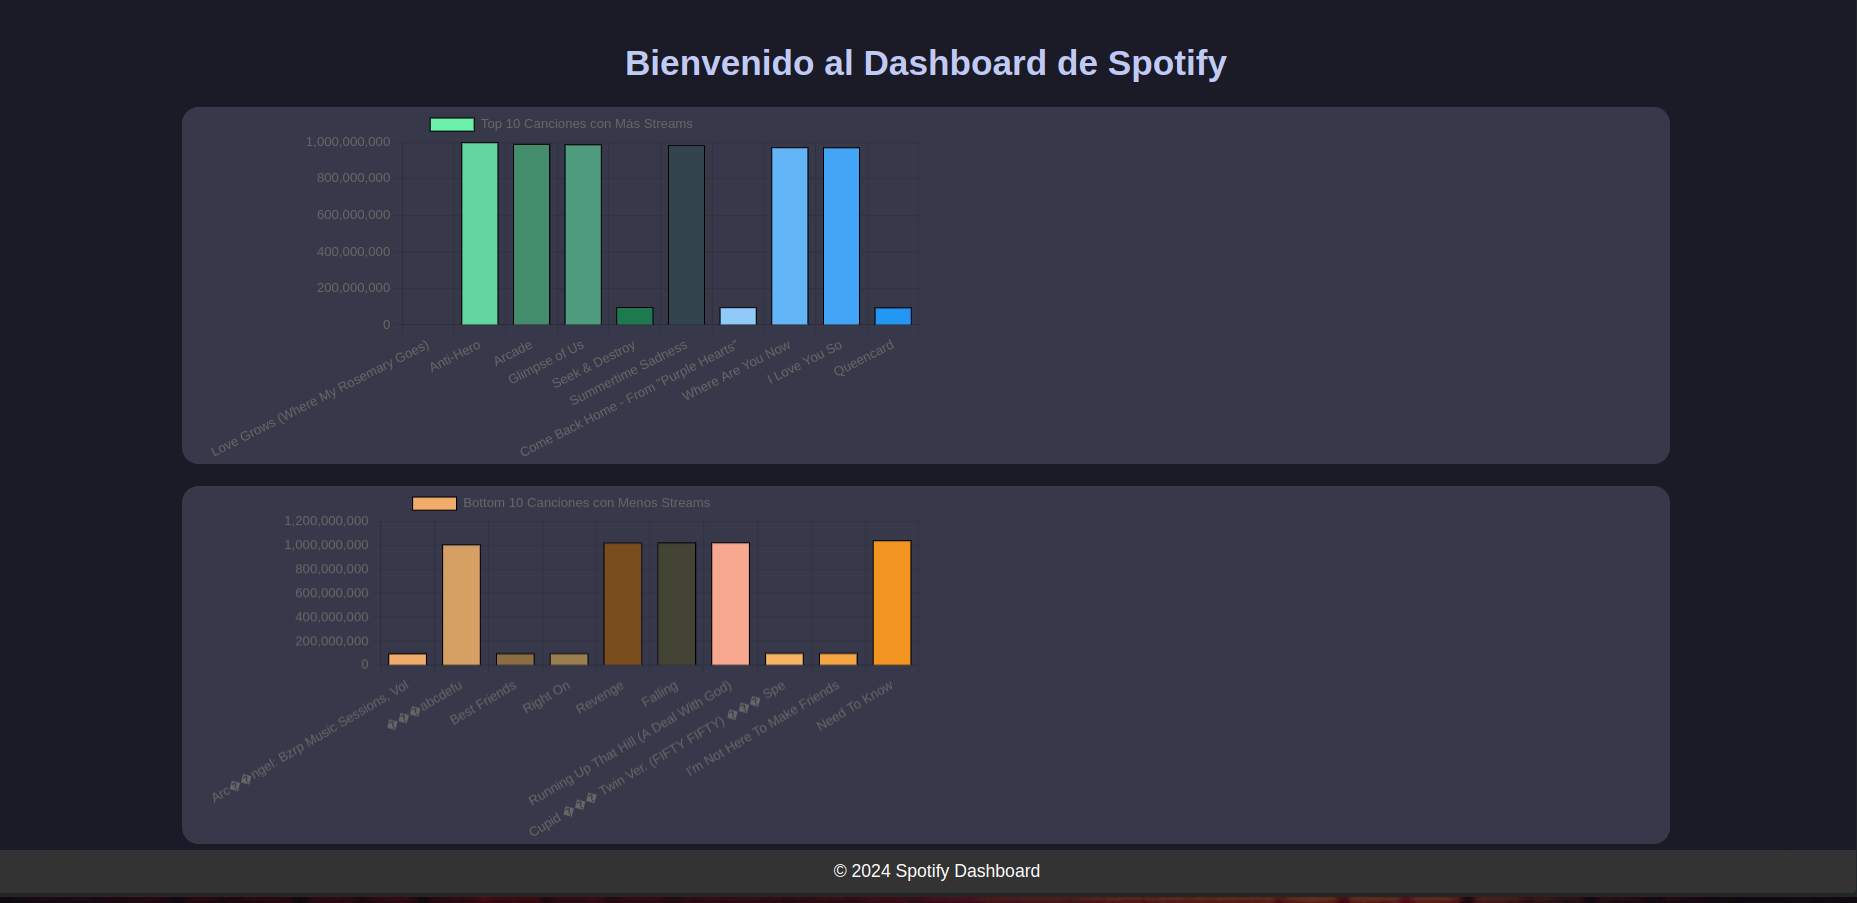 Bienvenido al Dashboard de Spotify
Top 10 Canciones con Más Streams
1,000,000,000
800,000,000
600,000,000
400,000,000
200,000,000
0
Love Grows (Where My Rosemary Goes)
Anti-Hero
Arcade
Glimpse of Us
Seek & Destroy
Summertime Sadness
Come Back Home - From "Purple Hearts"
Where Are You Now
I Love You So
Queencard
Bottom 10 Canciones con Menos Streams
1,200,000,000
1,000,000,000
800,000,000
600,000,000
400,000,000
200,000,000
0
Arc��ngel: Bzrp Music Sessions, Vol
���abcdefu
Best Friends
Right On
Revenge
Falling
Running Up That Hill (A Deal With God)
Cupid ��� Twin Ver. (FIFTY FIFTY) ��� Spe
I'm Not Here To Make Friends
Need To Know
© 2024 Spotify Dashboard